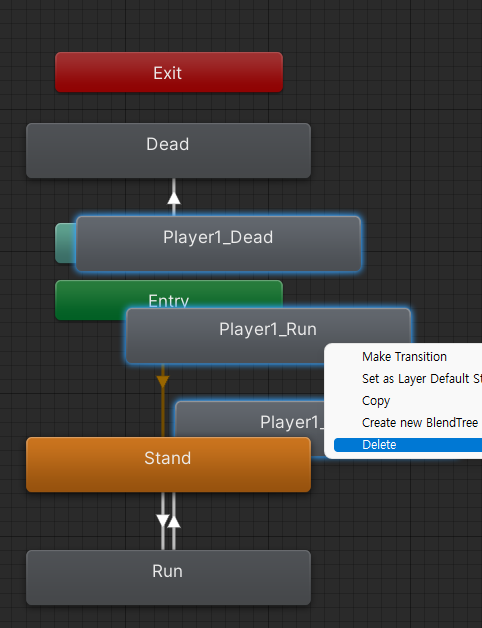 Exit
Dead
Player1_Dead
Entry
Player1_Run
Make Transition
Set as Layer Default St
Copy
Player1_
Create new BlendTree
Delete
Stand
Run